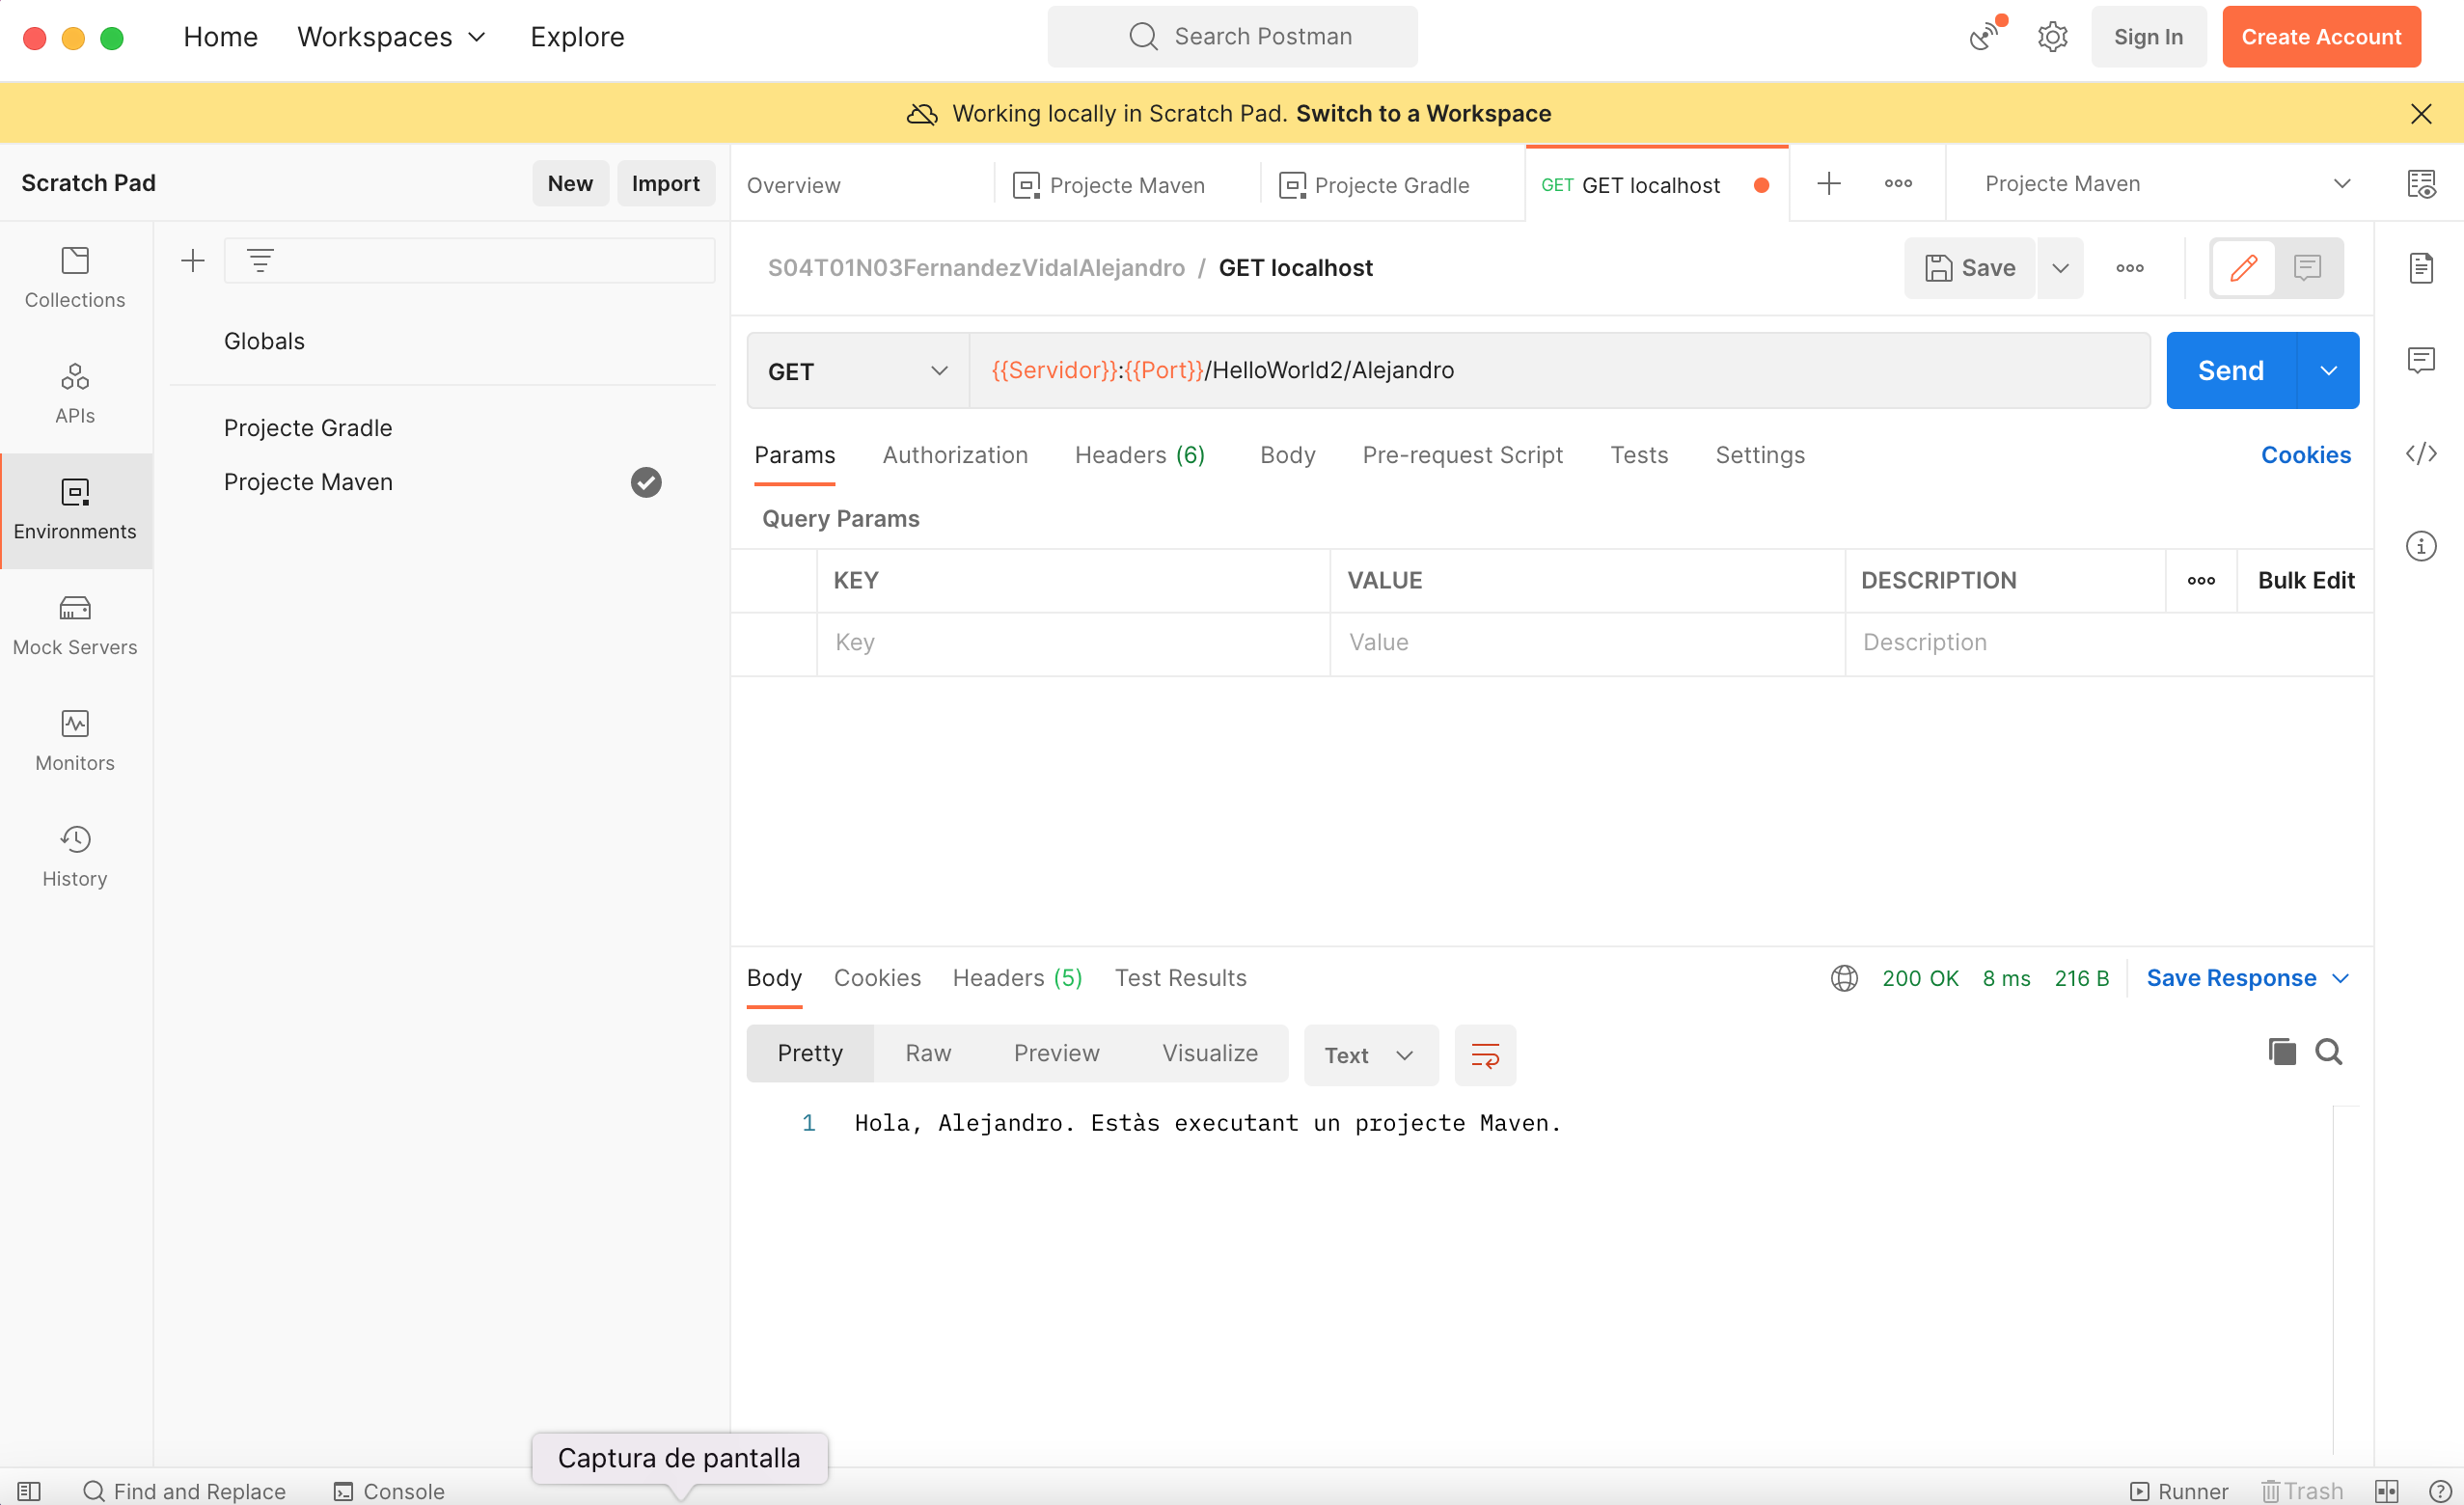 Home Workspaces Explore Search Postman Sign In Create Account
Working locally in Scratch Pad. Switch to a Workspace
Scratch Pad New Import Overview Projecte Maven Projecte Gradle GET GET localhost Projecte Maven
S04T01N03FernandezVidalAlejandro / GET localhost Save
Collections
Globals
GET {{Servidor}}:{{Port}}/HelloWorld2/Alejandro Send
APIs
Projecte Gradle
Params Authorization Headers (6) Body Pre-request Script Tests Settings Cookies
Projecte Maven
Environments
Query Params
KEY VALUE DESCRIPTION Bulk Edit
Key Value Description
Mock Servers
Monitors
History
Body Cookies Headers (5) Test Results 200 OK 8 ms 216 B Save Response
Pretty Raw Preview Visualize Text
1 Hola, Alejandro. Estàs executant un projecte Maven.
Captura de pantalla
Find and Replace Console Runner Trash